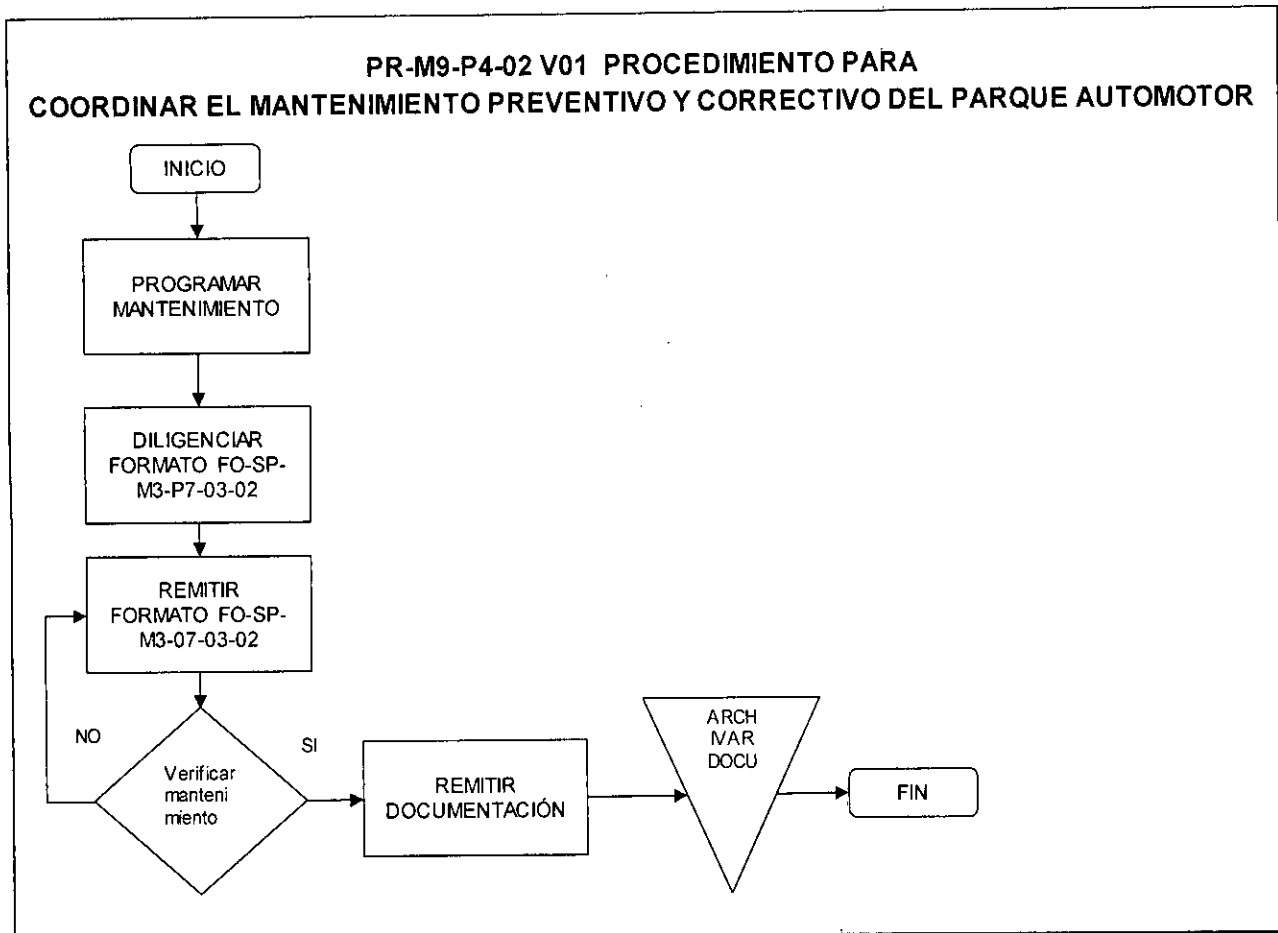 PR-M9-P4-02 V01 PROCEDIMIENTO PARA
COORDINAR EL MANTENIMIENTO PREVENTIVO Y CORRECTIVO DEL PARQUE AUTOMOTOR
INICIO
PROGRAMAR
MANTENIMIENTO
DILIGENCIAR
FORMATO FO-SP-
M3-P7-03-02
REMITIR
FORMATO FO-SP-
M3-07-03-02
NO
Verificar
manteni
miento
SI
REMITIR
DOCUMENTACIÓN
ARCH
IVAR
DOCU
FIN